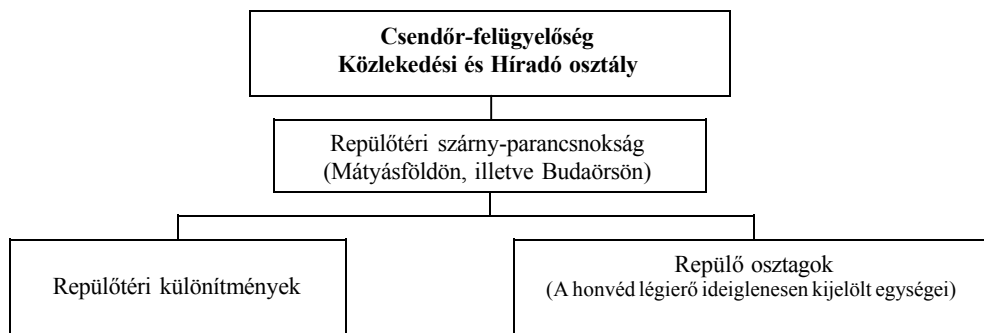 Csendőr-felügyelőség
Közlekedési és Híradó osztály
Repülőtéri szárny-parancsnokság
(Mátyásföldön, illetve Budaörsön)
Repülőtéri különítmények
Repülő osztagok
(A honvéd légierő ideiglenesen kijelölt egységei)